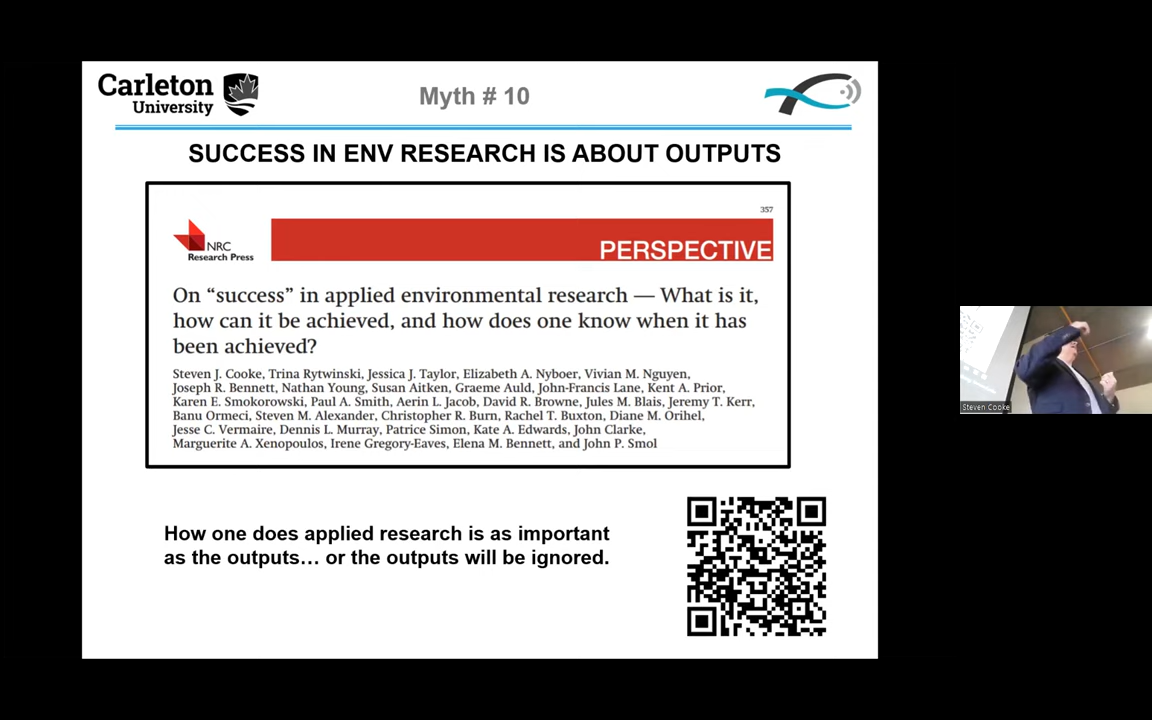 Carleton
University
Myth # 10
SUCCESS IN ENV RESEARCH IS ABOUT OUTPUTS
357
NRC
Research Press
PERSPECTIVE
On “success” in applied environmental research — What is it,
how can it be achieved, and how does one know when it has
been achieved?
Steven J. Cooke, Trina Rytwinski, Jessica J. Taylor, Elizabeth A. Nyboer, Vivian M. Nguyen,
Joseph R. Bennett, Nathan Young, Susan Aitken, Graeme Auld, John-Francis Lane, Kent A. Prior,
Karen E. Smokorowski, Paul A. Smith, Aerin L. Jacob, David R. Browne, Jules M. Blais, Jeremy T. Kerr,
Banu Ormeci, Steven M. Alexander, Christopher R. Burn, Rachel T. Buxton, Diane M. Orihel,
Jesse C. Vermaire, Dennis L. Murray, Patrice Simon, Kate A. Edwards, John Clarke,
Marguerite A. Xenopoulos, Irene Gregory-Eaves, Elena M. Bennett, and John P. Smol
How one does applied research is as important
as the outputs… or the outputs will be ignored.
Steven Cooke